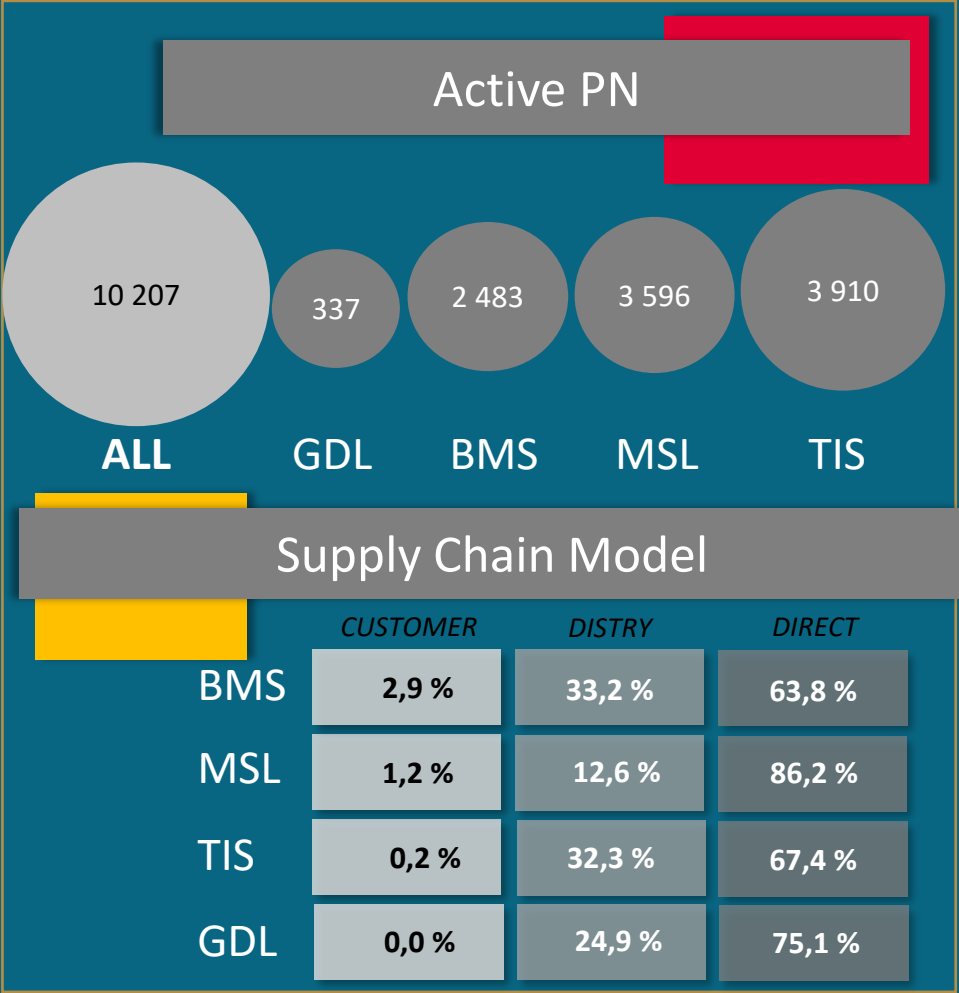 Active PN
10 207
337
2 483
3 596
3 910
ALL GDL BMS MSL TIS
Supply Chain Model
CUSTOMER DISTRY DIRECT
BMS 2,9 % 33,2 % 63,8 %
MSL 1,2 % 12,6 % 86,2 %
TIS 0,2 % 32,3 % 67,4 %
GDL 0,0 % 24,9 % 75,1 %